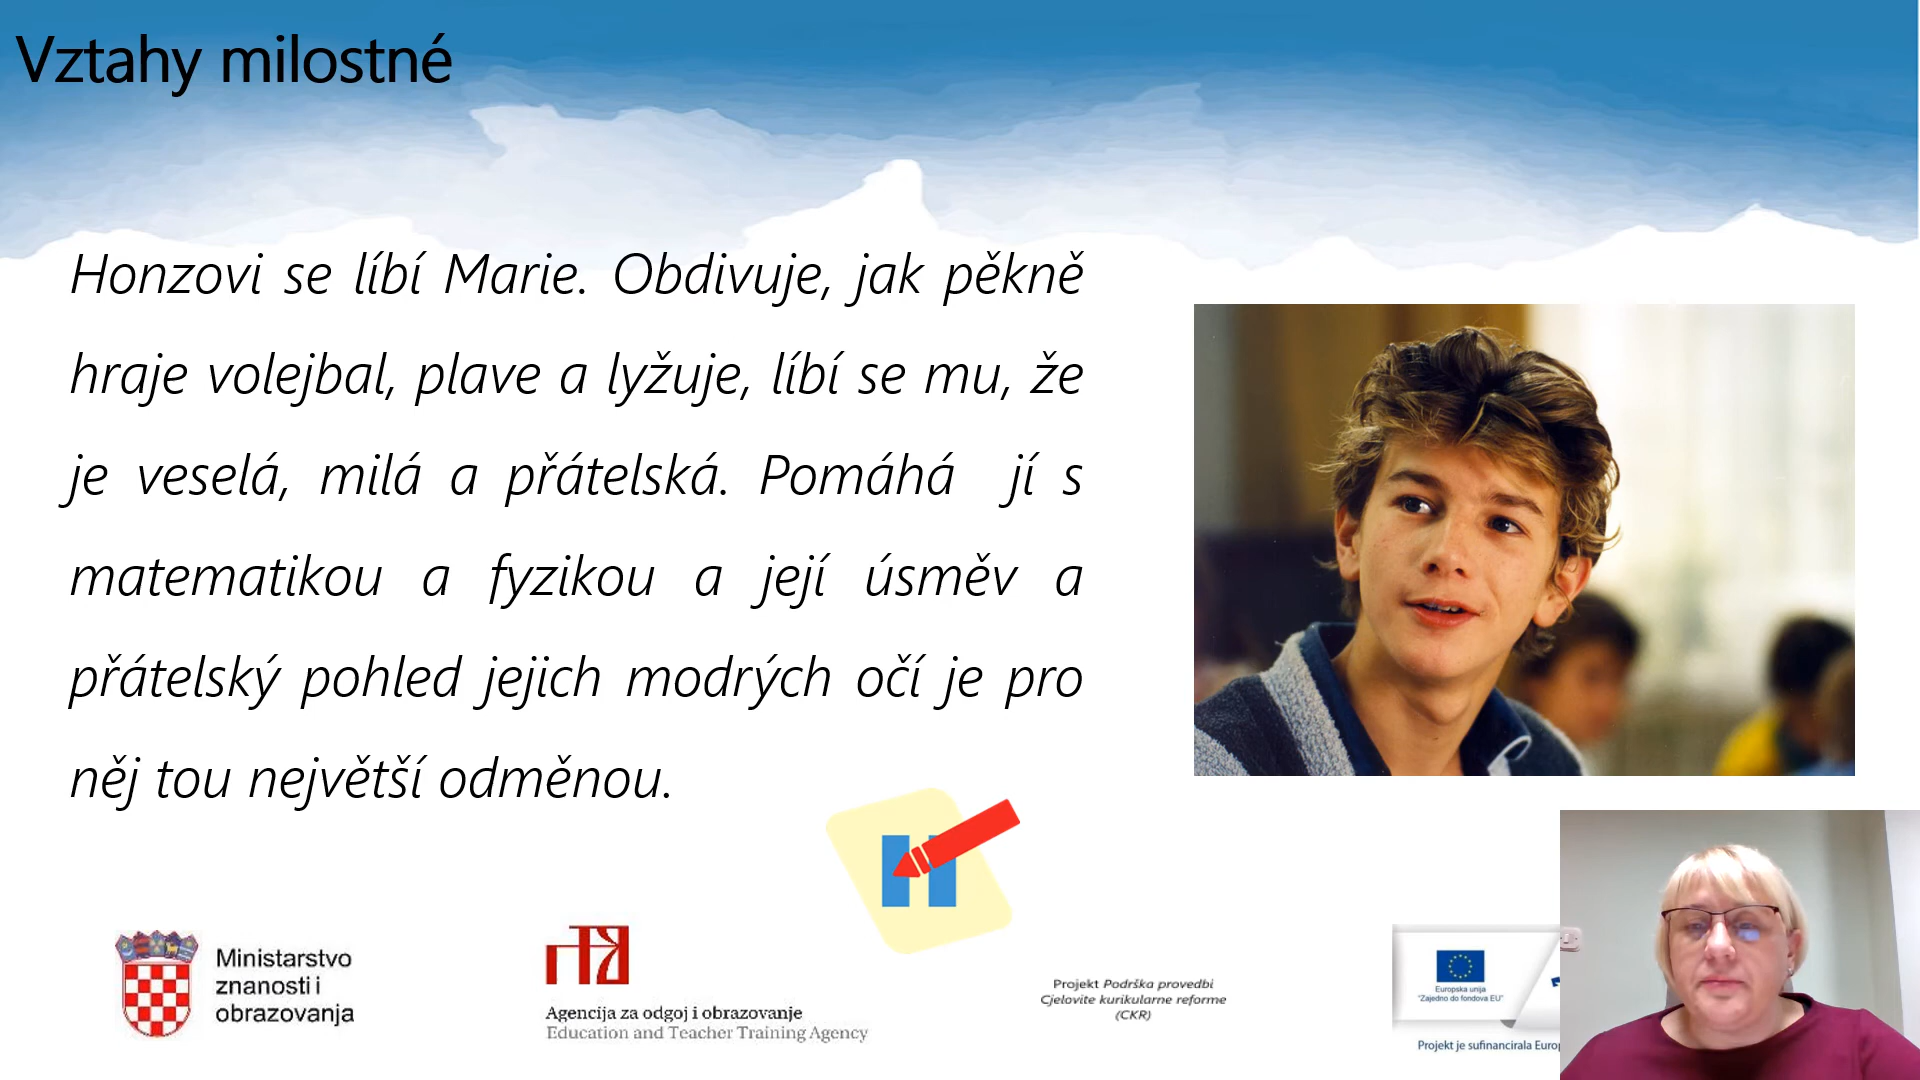 Vztahy milostné
Honzovi se líbí Marie. Obdivuje, jak pěkně
hraje volejbal, plave a lyžuje, líbí se mu, že
je veselá, milá a přátelská. Pomáhá jí s
matematikou a fyzikou a její úsměv a
přátelský pohled jejich modrých očí je pro
něj tou největší odměnou.
Ministarstvo
znanosti i
obrazovanja
Agencija za odgoj i obrazovanje
Education and Teacher Training Agency
Projekt Podrška provedbi
Cjelovite kurikularne reforme
(CKR)
Europska unija
"Zajedno do fondova EU"
Projekt je sufinancirala